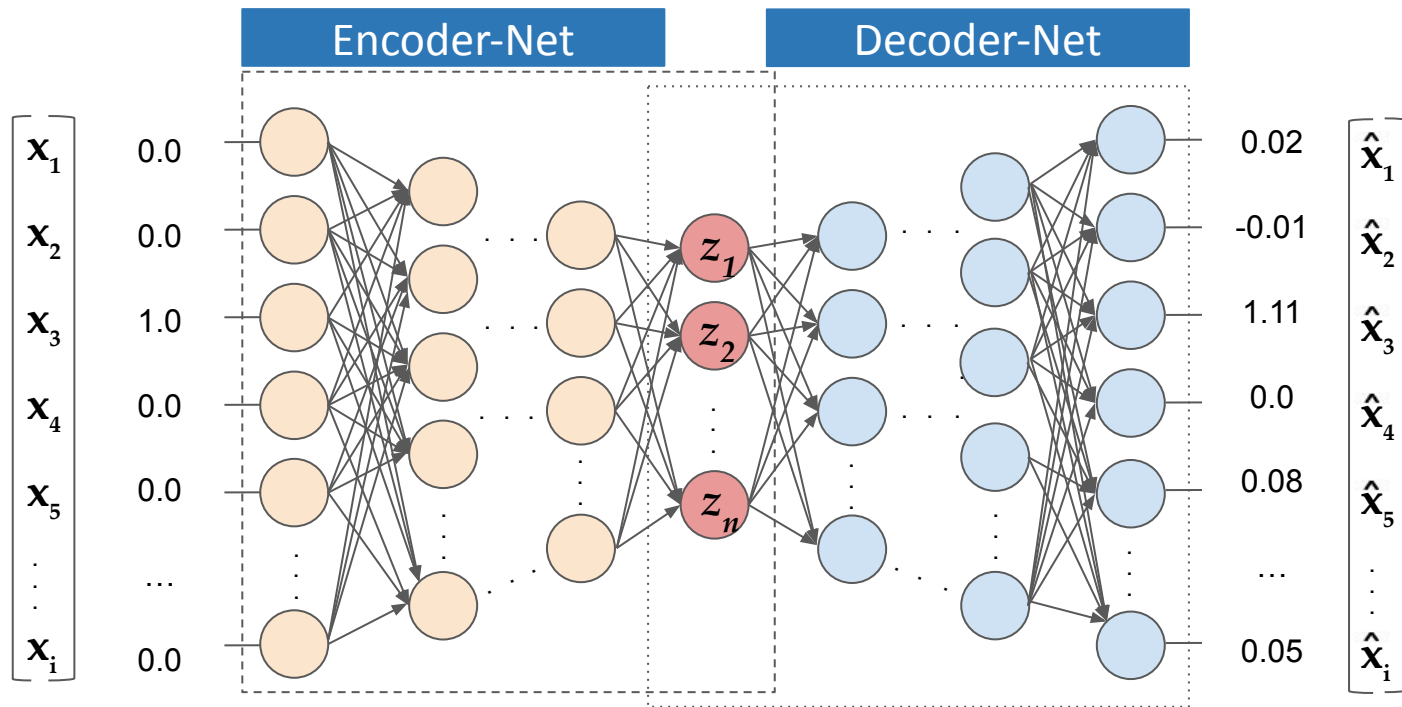 Encoder-Net Decoder-Net
x1 0.0 0.02 x̂1
x2 0.0 z1 -0.01 x̂2
x3 1.0 z2 1.11 x̂3
x4 0.0 0.0 x̂4
x5 0.0 zn 0.08 x̂5
... ...
xi 0.0 0.05 x̂i